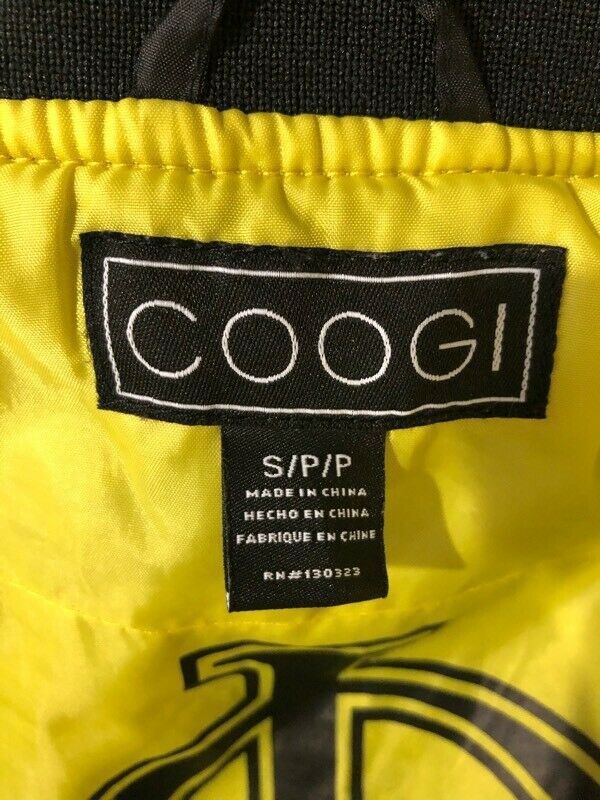 COOGI
S/P/P
MADE IN CHINA
HECHO EN CHINA
FABRIQUE EN CHINE
RN#130323